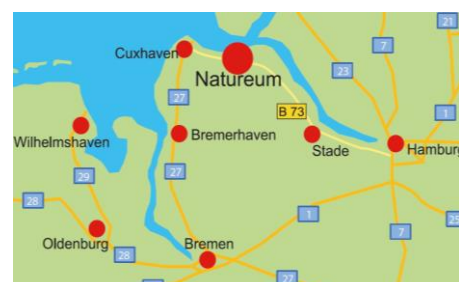 21
7
Cuxhaven
23
Natureum
27
1
B 73
Bremerhaven
Wilhelmshaven
Stade
Hamburg
27
29
28
1
25
7
Oldenburg
Bremen
28
27